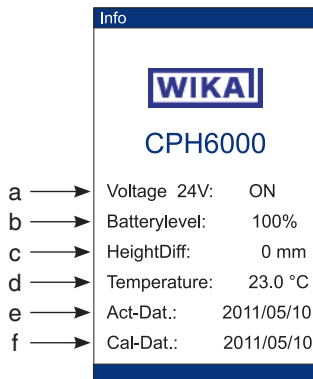 Info
WIKAI
CPH6000
a Voltage 24V: ON
b Batterylevel: 100%
c HeightDiff: 0 mm
d Temperature: 23.0 °C
e Act-Dat.: 2011/05/10
f Cal-Dat.: 2011/05/10